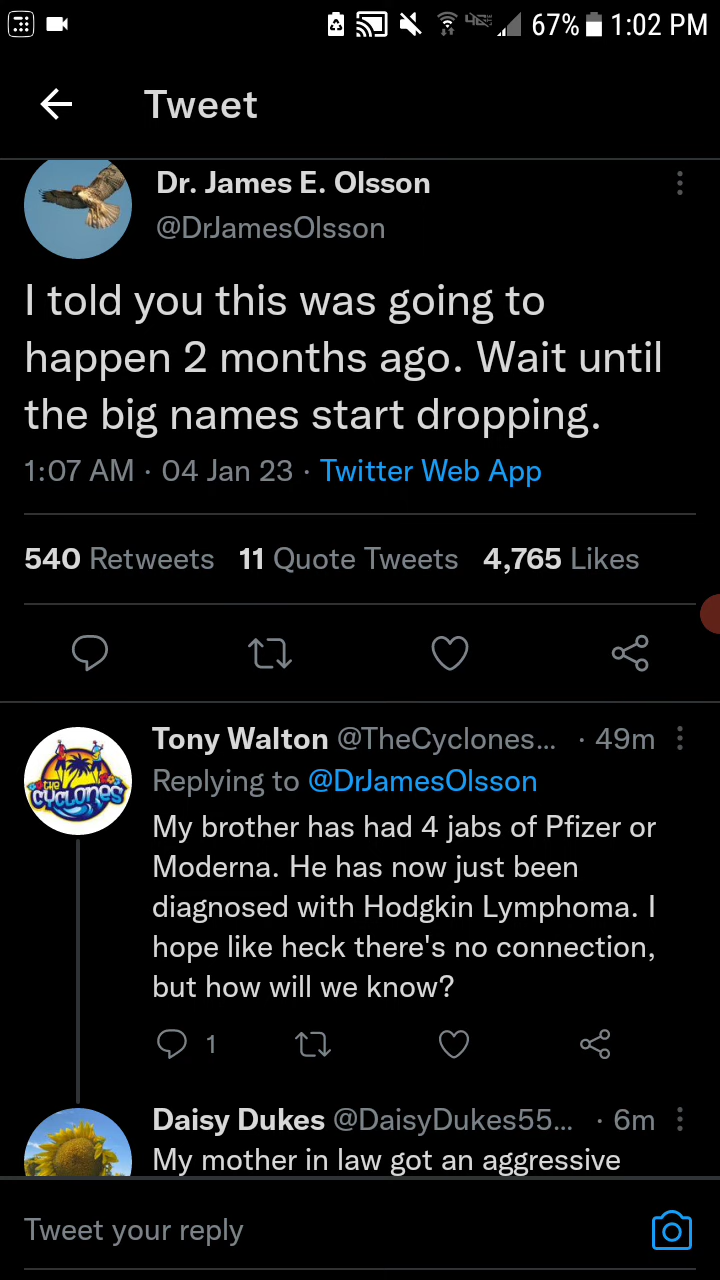 67% 1:02 PM
Tweet
Dr. James E. Olsson
@DrJamesOlsson
I told you this was going to
happen 2 months ago. Wait until
the big names start dropping.
1:07 AM · 04 Jan 23 · Twitter Web App
540 Retweets 11 Quote Tweets 4,765 Likes
Tony Walton @TheCyclones... · 49m
Replying to @DrJamesOlsson
THE CYCLONES
My brother has had 4 jabs of Pfizer or
Moderna. He has now just been
diagnosed with Hodgkin Lymphoma. I
hope like heck there's no connection,
but how will we know?
1
Daisy Dukes @DaisyDukes55... · 6m
My mother in law got an aggressive
Tweet your reply